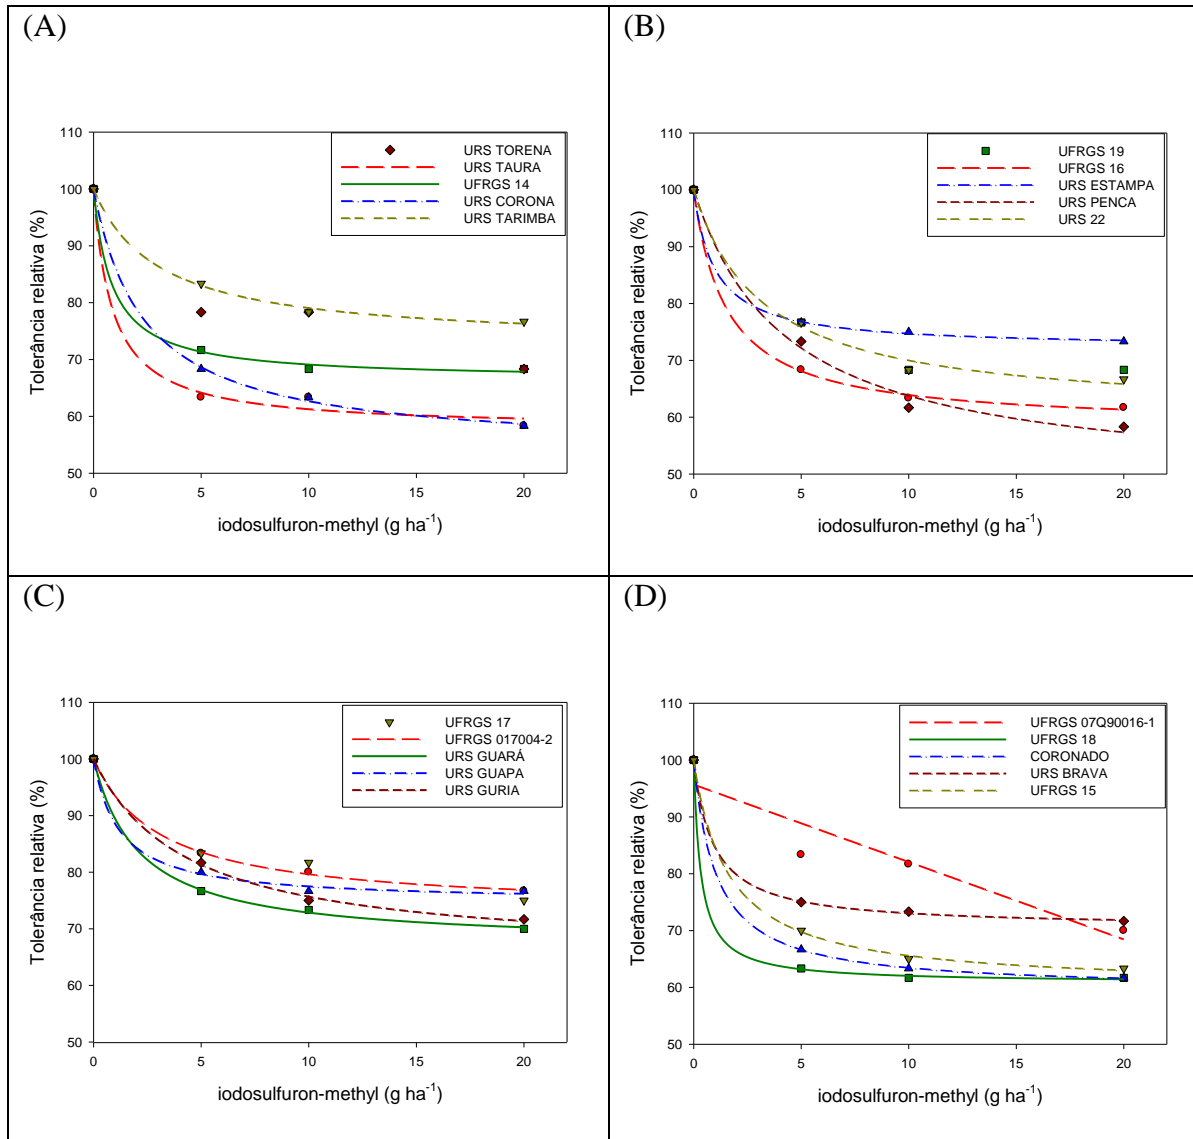 (A)
110
100
90
80
70
60
50
Tolerância relativa (%)
URS TORENA
URS TAURA
UFRGS 14
URS CORONA
URS TARIMBA
0
5
10
15
20
iodosulfuron-methyl (g ha⁻¹)
(B)
110
100
90
80
70
60
50
Tolerância relativa (%)
UFRGS 19
UFRGS 16
URS ESTAMPA
URS PENCA
URS 22
0
5
10
15
20
iodosulfuron-methyl (g ha⁻¹)
(C)
110
100
90
80
70
60
50
Tolerância relativa (%)
UFRGS 17
UFRGS 017004-2
URS GUARÁ
URS GUAPA
URS GURIA
0
5
10
15
20
iodosulfuron-methyl (g ha⁻¹)
(D)
110
100
90
80
70
60
50
Tolerância relativa (%)
UFRGS 07Q90016-1
UFRGS 18
CORONADO
URS BRAVA
UFRGS 15
0
5
10
15
20
iodosulfuron-methyl (g ha⁻¹)